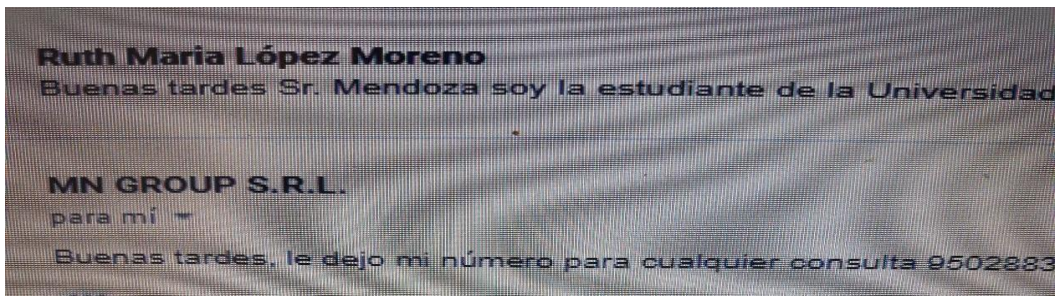 Ruth Maria López Moreno
Buenas tardes Sr. Mendoza soy la estudiante de la Universidad
MN GROUP S.R.L.
para mí
Buenas tardes, le dejo mi número para cualquier consulta 9502883